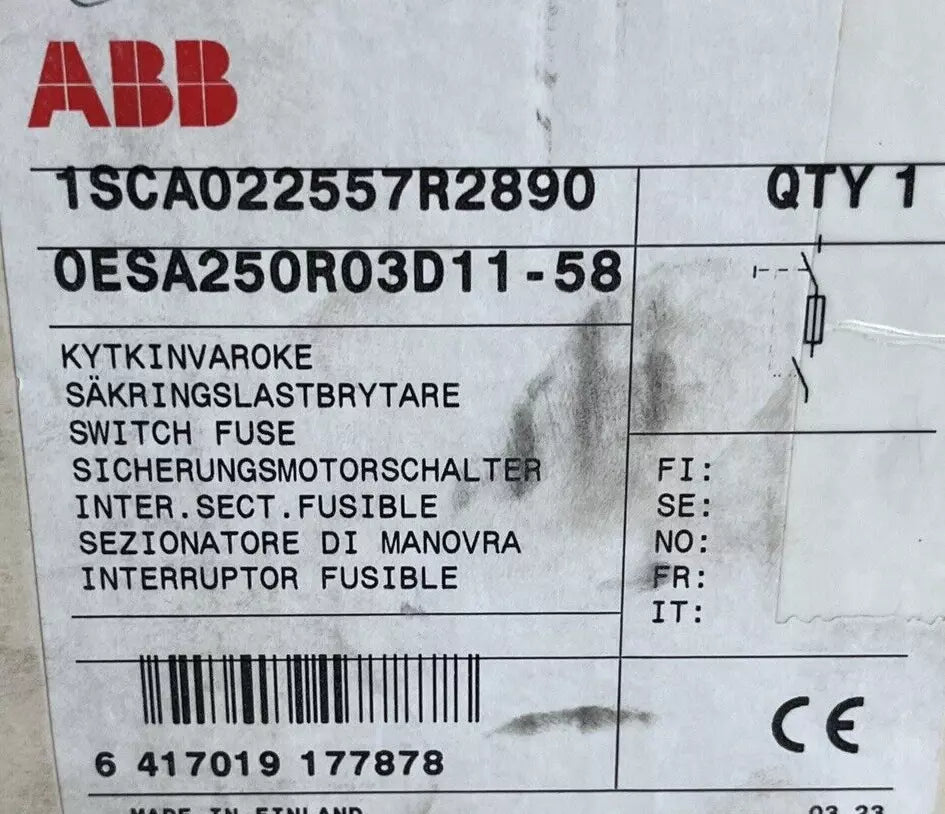 ABB
1SCA022557R2890
QTY 1
OESA250R03D11-58
KYTKINVAROKE
SÄKRINGSLASTBRYTARE
SWITCH FUSE
SICHERUNGSMOTORSCHALTER
INTER.SECT.FUSIBLE
SEZIONATORE DI MANOVRA
INTERRUPTOR FUSIBLE
FI:
SE:
NO:
FR:
IT:
CE
6 417019 177878
MADE IN FINLAND
03 23